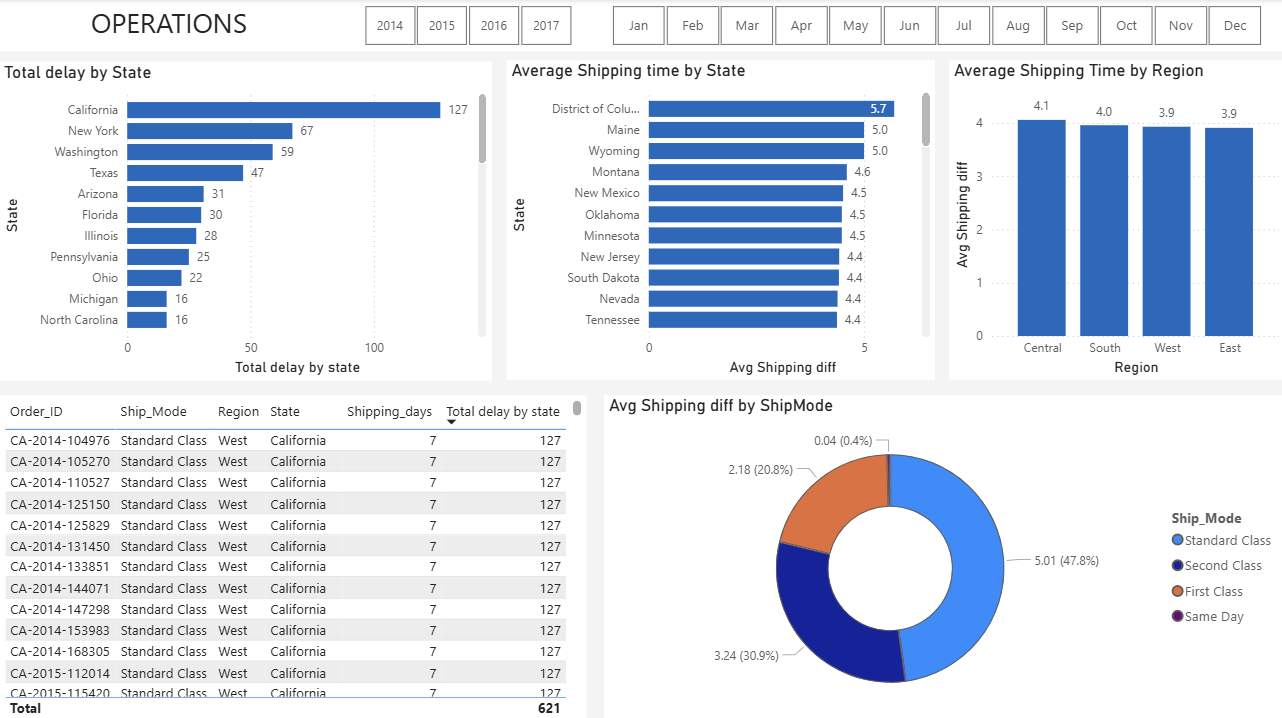 OPERATIONS
2014 2015 2016 2017
Jan Feb Mar Apr May Jun Jul Aug Sep Oct Nov Dec
Total delay by State
State
California 127
New York 67
Washington 59
Texas 47
Arizona 31
Florida 30
Illinois 28
Pennsylvania 25
Ohio 22
Michigan 16
North Carolina 16
0 50 100
Total delay by state
Average Shipping time by State
State
District of Colu... 5.7
Maine 5.0
Wyoming 5.0
Montana 4.6
New Mexico 4.5
Oklahoma 4.5
Minnesota 4.5
New Jersey 4.4
South Dakota 4.4
Nevada 4.4
Tennessee 4.4
0 5
Avg Shipping diff
Average Shipping Time by Region
Avg Shipping diff
4.1 4.0 3.9 3.9
4
3
2
1
0
Central South West East
Region
Order_ID Ship_Mode Region State Shipping_days Total delay by state
CA-2014-104976 Standard Class West California 7 127
CA-2014-105270 Standard Class West California 7 127
CA-2014-110527 Standard Class West California 7 127
CA-2014-125150 Standard Class West California 7 127
CA-2014-125829 Standard Class West California 7 127
CA-2014-131450 Standard Class West California 7 127
CA-2014-133851 Standard Class West California 7 127
CA-2014-144071 Standard Class West California 7 127
CA-2014-147298 Standard Class West California 7 127
CA-2014-153983 Standard Class West California 7 127
CA-2014-168305 Standard Class West California 7 127
CA-2015-112014 Standard Class West California 7 127
CA-2015-115420 Standard Class West California 7 127
Total 621
Avg Shipping diff by ShipMode
0.04 (0.4%)
2.18 (20.8%)
5.01 (47.8%)
3.24 (30.9%)
Ship_Mode
Standard Class
Second Class
First Class
Same Day